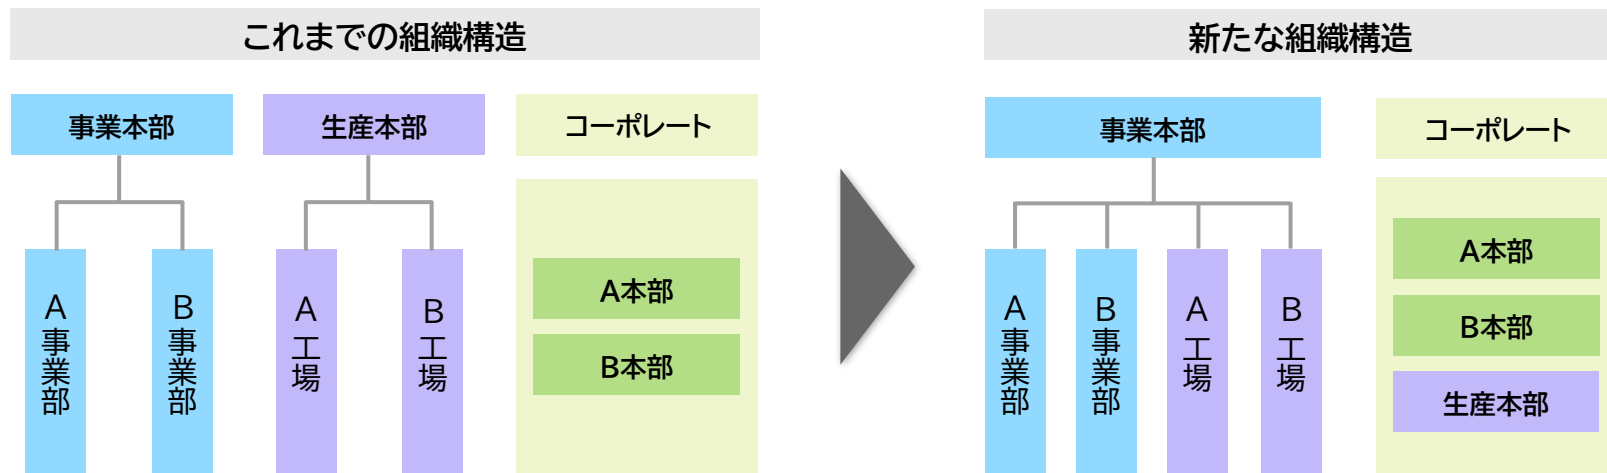 これまでの組織構造
事業本部
生産本部
コーポレート
A事業部
B事業部
A工場
B工場
A本部
B本部
新たな組織構造
事業本部
コーポレート
A事業部
B事業部
A工場
B工場
A本部
B本部
生産本部